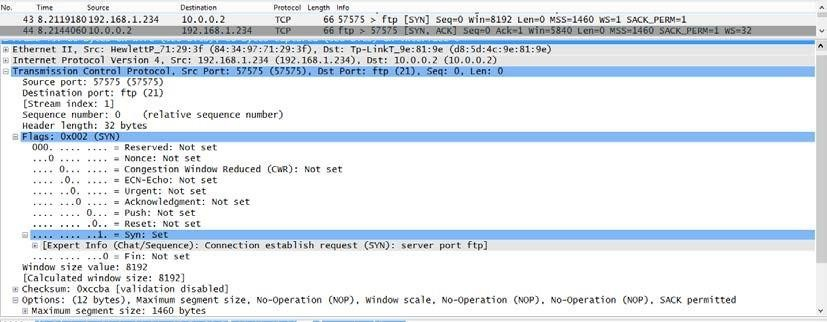 No. Time Source Destination Protocol Length Info
43 8.2119180 192.168.1.234 10.0.0.2 TCP 66 57575 > ftp [SYN] Seq=0 Win=8192 Len=0 MSS=1460 WS=1 SACK_PERM=1
44 8.2144060 10.0.0.2 192.168.1.234 TCP 66 ftp > 57575 [SYN, ACK] Seq=0 Ack=1 Win=5840 Len=0 MSS=1460 SACK_PERM=1 WS=32
Ethernet II, Src: HewlettP_71:29:3f (84:34:97:71:29:3f), Dst: Tp-LinkT_9e:81:9e (d8:5d:4c:9e:81:9e)
Internet Protocol Version 4, Src: 192.168.1.234 (192.168.1.234), Dst: 10.0.0.2 (10.0.0.2)
Transmission Control Protocol, Src Port: 57575 (57575), Dst Port: ftp (21), Seq: 0, Len: 0
Source port: 57575 (57575)
Destination port: ftp (21)
[Stream index: 1]
Sequence number: 0 (relative sequence number)
Header length: 32 bytes
Flags: 0x002 (SYN)
000. .... .... = Reserved: Not set
...0 .... .... = Nonce: Not set
.... 0... .... = Congestion Window Reduced (CWR): Not set
.... .0.. .... = ECN-Echo: Not set
.... ..0. .... = Urgent: Not set
.... ...0 .... = Acknowledgment: Not set
.... .... 0... = Push: Not set
.... .... .0.. = Reset: Not set
.... .... ..1. = Syn: Set
[Expert Info (Chat/Sequence): Connection establish request (SYN): server port ftp]
.... .... ...0 = Fin: Not set
Window size value: 8192
[Calculated window size: 8192]
Checksum: 0xccba [validation disabled]
Options: (12 bytes), Maximum segment size, No-Operation (NOP), Window scale, No-Operation (NOP), No-Operation (NOP), SACK permitted
Maximum segment size: 1460 bytes